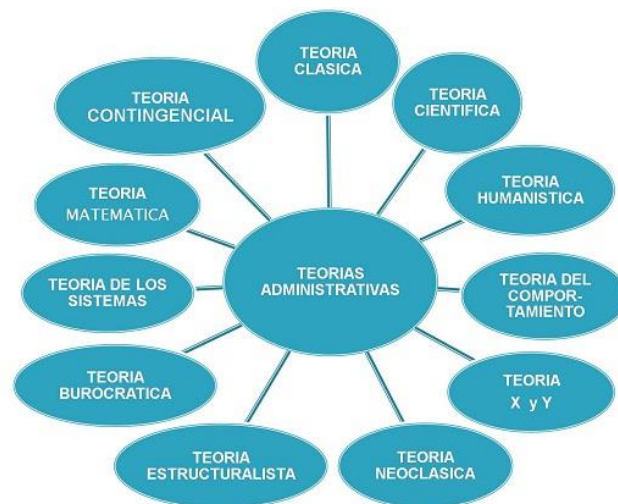 TEORIA
CLASICA
TEORIA
CIENTIFICA
TEORIA
HUMANISTICA
TEORIA DEL
COMPOR-
TAMIENTO
TEORIA
X y Y
TEORIA
NEOCLASICA
TEORIA
ESTRUCTURALISTA
TEORIA
BUROCRATICA
TEORIA DE LOS
SISTEMAS
TEORIA
MATEMATICA
TEORIA
CONTINGENCIAL
TEORIAS
ADMINISTRATIVAS